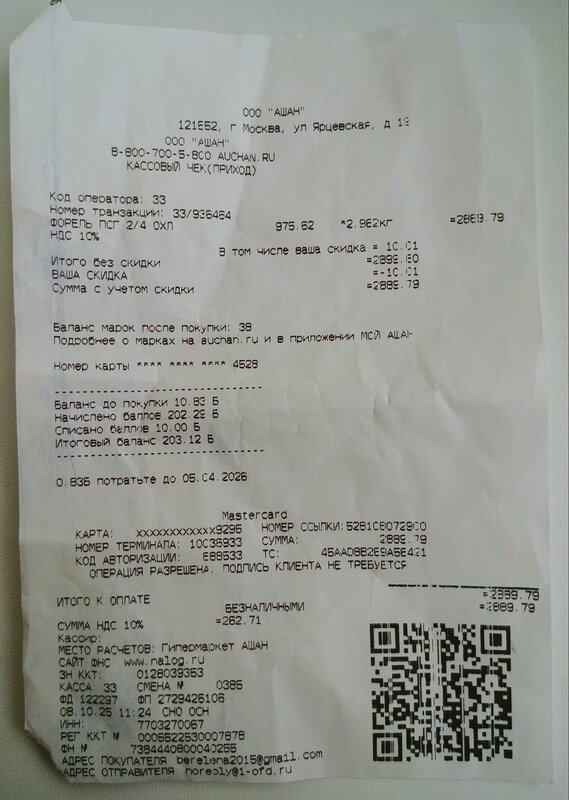 ООО "АШАН"
121552, г Москва, ул Ярцевская, д 19
ООО "АШАН"
8-800-700-5-800 AUCHAN.RU
КАССОВЫЙ ЧЕК(ПРИХОД)
Код оператора: 33
Номер транзакции: 33/936464
ФОРЕЛЬ ПСГ 2/4 ОХЛ 975.62 *2.962кг =2889.79
НДС 10%
В том числе ваша скидка = 10.01
Итого без скидки =2899.80
ВАША СКИДКА =-10.01
Сумма с учетом скидки =2889.79
Баланс марок после покупки: 38
Подробнее о марках на auchan.ru и в приложении МОЙ АШАН
Номер карты **** **** **** 4528
Баланс до покупки 10.83 Б
Начислено баллов 202.29 Б
Списано баллов 10.00 Б
Итоговый баланс 203.12 Б
0.83Б потратьте до 05.04.2026
Mastercard
КАРТА: xxxxxxxxxxxx9295 НОМЕР ССЫЛКИ:
НОМЕР ТЕРМИНАЛА: 10036933 СУММА: 2889.79
КОД АВТОРИЗАЦИИ: ТС:
ОПЕРАЦИЯ РАЗРЕШЕНА, ПОДПИСЬ КЛИЕНТА НЕ ТРЕБУЕТСЯ
=2889.79
ИТОГО К ОПЛАТЕ =2889.79
БЕЗНАЛИЧНЫМИ
СУММА НДС 10% =262.71
Кассир:
МЕСТО РАСЧЕТОВ: Гипермаркет АШАН
САЙТ ФНС www.nalog.ru
ЗН ККТ: 0128039353
КАССА: 33 СМЕНА № 0385
ФД 122297 ФП 2729425106
08.10.25 11:24 СНО ОСН
ИНН: 7703270067
РЕГ ККТ № 0005522530007878
ФН № 7384440800040255
АДРЕС ПОКУПАТЕЛЯ berelena2015@gmail.com
АДРЕС ОТПРАВИТЕЛЯ noreply@1-ofd.ru